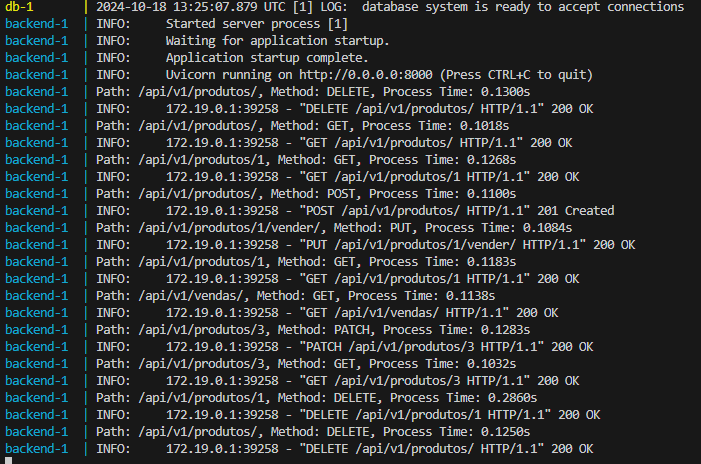 db-1       | 2024-10-18 13:25:07.879 UTC [1] LOG:  database system is ready to accept connections
backend-1  | INFO:     Started server process [1]
backend-1  | INFO:     Waiting for application startup.
backend-1  | INFO:     Application startup complete.
backend-1  | INFO:     Uvicorn running on http://0.0.0.0:8000 (Press CTRL+C to quit)
backend-1  | Path: /api/v1/produtos/, Method: DELETE, Process Time: 0.1300s
backend-1  | INFO:     172.19.0.1:39258 - "DELETE /api/v1/produtos/ HTTP/1.1" 200 OK
backend-1  | Path: /api/v1/produtos/, Method: GET, Process Time: 0.1018s
backend-1  | INFO:     172.19.0.1:39258 - "GET /api/v1/produtos/ HTTP/1.1" 200 OK
backend-1  | Path: /api/v1/produtos/1, Method: GET, Process Time: 0.1268s
backend-1  | INFO:     172.19.0.1:39258 - "GET /api/v1/produtos/1 HTTP/1.1" 200 OK
backend-1  | Path: /api/v1/produtos/, Method: POST, Process Time: 0.1100s
backend-1  | INFO:     172.19.0.1:39258 - "POST /api/v1/produtos/ HTTP/1.1" 201 Created
backend-1  | Path: /api/v1/produtos/1/vender/, Method: PUT, Process Time: 0.1084s
backend-1  | INFO:     172.19.0.1:39258 - "PUT /api/v1/produtos/1/vender/ HTTP/1.1" 200 OK
backend-1  | Path: /api/v1/produtos/1, Method: GET, Process Time: 0.1183s
backend-1  | INFO:     172.19.0.1:39258 - "GET /api/v1/produtos/1 HTTP/1.1" 200 OK
backend-1  | Path: /api/v1/vendas/, Method: GET, Process Time: 0.1138s
backend-1  | INFO:     172.19.0.1:39258 - "GET /api/v1/vendas/ HTTP/1.1" 200 OK
backend-1  | Path: /api/v1/produtos/3, Method: PATCH, Process Time: 0.1283s
backend-1  | INFO:     172.19.0.1:39258 - "PATCH /api/v1/produtos/3 HTTP/1.1" 200 OK
backend-1  | Path: /api/v1/produtos/3, Method: GET, Process Time: 0.1032s
backend-1  | INFO:     172.19.0.1:39258 - "GET /api/v1/produtos/3 HTTP/1.1" 200 OK
backend-1  | Path: /api/v1/produtos/1, Method: DELETE, Process Time: 0.2860s
backend-1  | INFO:     172.19.0.1:39258 - "DELETE /api/v1/produtos/1 HTTP/1.1" 200 OK
backend-1  | Path: /api/v1/produtos/, Method: DELETE, Process Time: 0.1250s
backend-1  | INFO:     172.19.0.1:39258 - "DELETE /api/v1/produtos/ HTTP/1.1" 200 OK